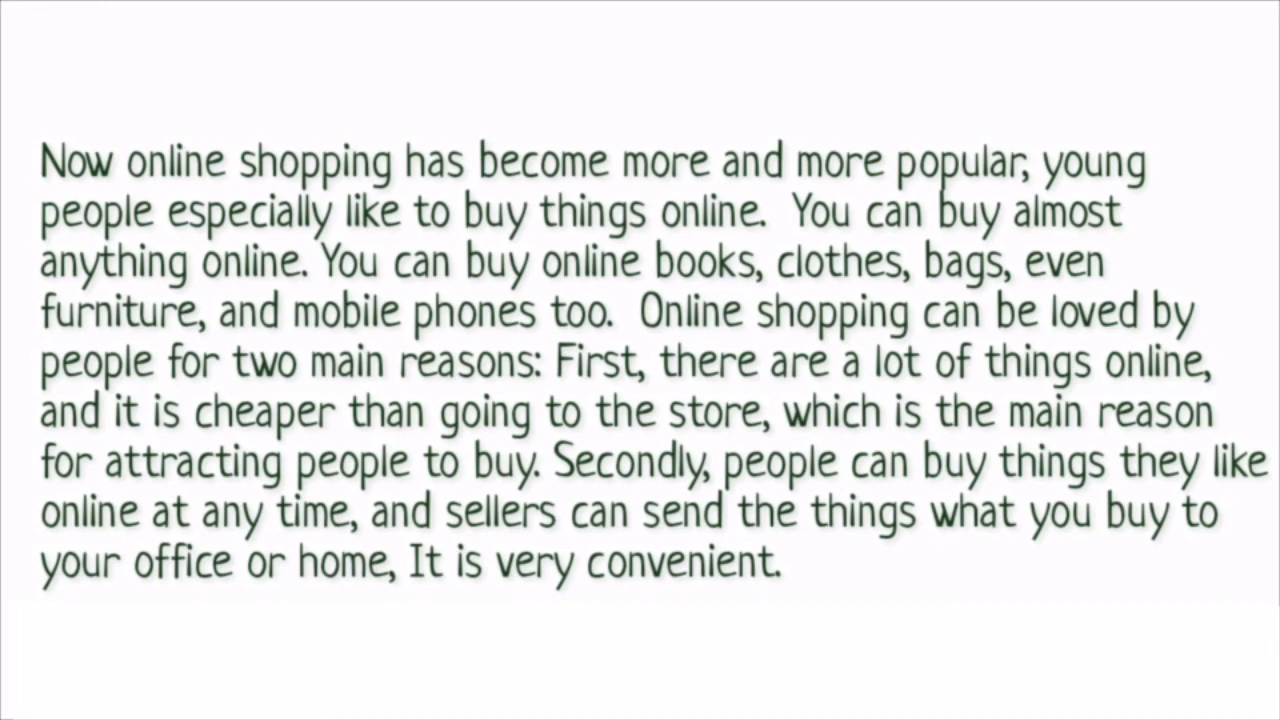 Now online shopping has become more and more popular, young
people especially like to buy things online.  You can buy almost
anything online. You can buy online books, clothes, bags, even
furniture, and mobile phones too.  Online shopping can be loved by
people for two main reasons: First, there are a lot of things online,
and it is cheaper than going to the store, which is the main reason
for attracting people to buy. Secondly, people can buy things they like
online at any time, and sellers can send the things what you buy to
your office or home, It is very convenient.